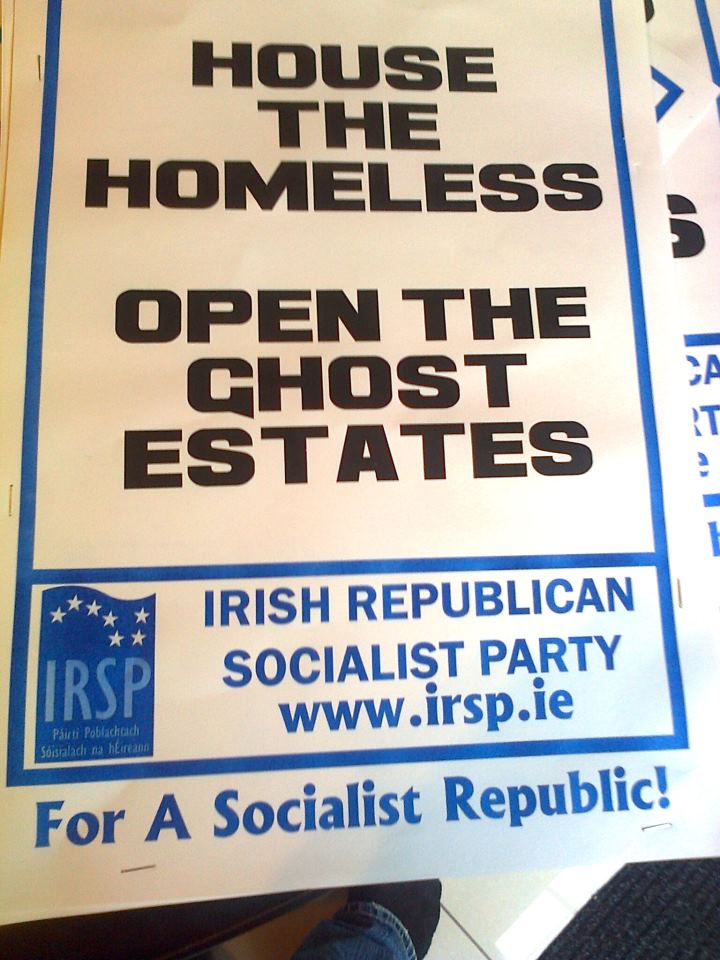 HOUSE
THE
HOMELESS
OPEN THE
GHOST
ESTATES
IRSP
Páirtí Poblachtach
Sóisialach na hÉireann
IRISH REPUBLICAN
SOCIALIST PARTY
www.irsp.ie
For A Socialist Republic!